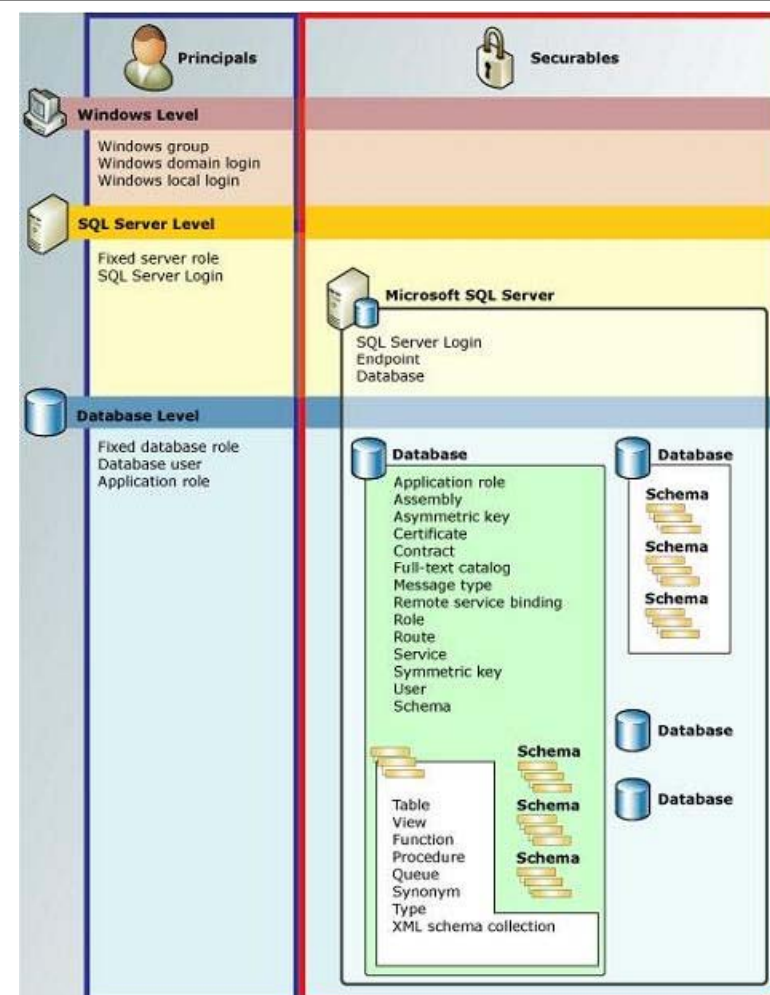 Principals
Securables
Windows Level
Windows group
Windows domain login
Windows local login
SQL Server Level
Fixed server role
SQL Server Login
Microsoft SQL Server
SQL Server Login
Endpoint
Database
Database Level
Fixed database role
Database user
Application role
Database
Application role
Assembly
Asymmetric key
Certificate
Contract
Full-text catalog
Message type
Remote service binding
Role
Route
Service
Symmetric key
User
Schema
Table
View
Function
Procedure
Queue
Synonym
Type
XML schema collection
Schema
Schema
Schema
Database
Schema
Schema
Schema
Database
Database